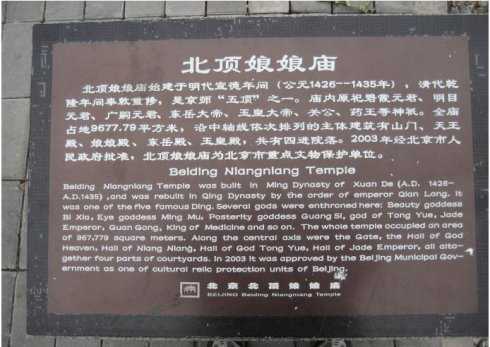 北顶娘娘庙
北顶娘娘庙始建于明代宣德年间（公元1426--1435年），清代乾
隆年间奉敕重修，是京师“五顶”之一。庙内原祀碧霞元君、明目
元君、广嗣元君、东岳大帝、玉皇大帝、关公、药王等神祇。全庙
占地9677.79平方米，沿中轴线依次排列的主体建筑有山门、天王
殿、娘娘殿、东岳殿、玉皇殿，共有四进院落。2003年经北京市人
民政府批准，北顶娘娘庙为北京市重点文物保护单位。
Beiding Niangniang Temple
Beiding Niangniang Temple was built in Ming Dynasty of Xuan De (A.D. 1426-
A.D.1435) ,and was rebuilt in Qing Dynasty by the order of emperor Qian Long. It
was one of the five famous Ding. Several gods were enthroned here: Beauty goddess
Bi Xia, Eye goddess Ming Mu, Posterity goddess Guang Si, god of Tong Yue, Jade
Emperor, Guan Gong, King of Medicine and so on. The whole temple occupied an area
of 967,779 square meters. Along the central axis were the Gate, the Hall of God
Heaven, Hall of Niang Niang, Hall of God Tong Yue, Hall of Jade Emperor, all alto-
gether four parts of courtyards. In 2003 it was approved by the Beijing Municipal Gov-
ernment as one of cultural relic protection units of Beijing.
北京北顶娘娘庙
BEIJING Beiding Niangniang Temple